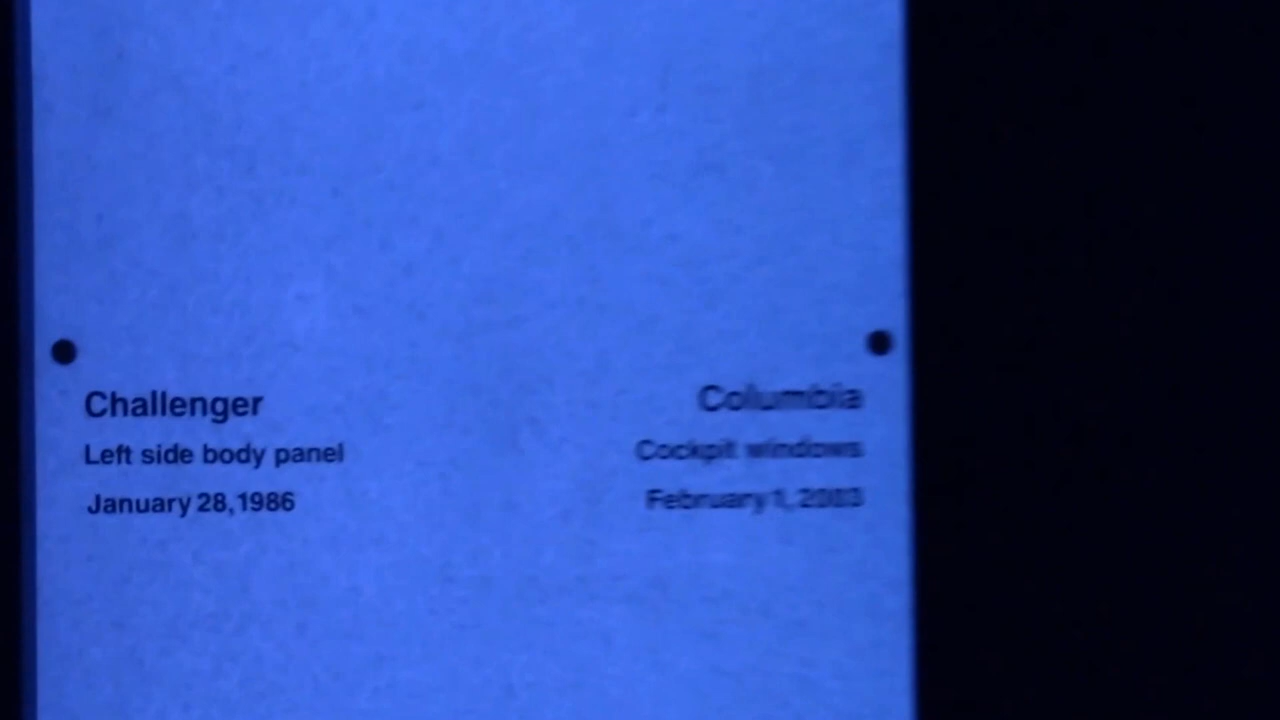 Challenger
Left side body panel
January 28, 1986
Columbia
Cockpit windows
February 1, 2003